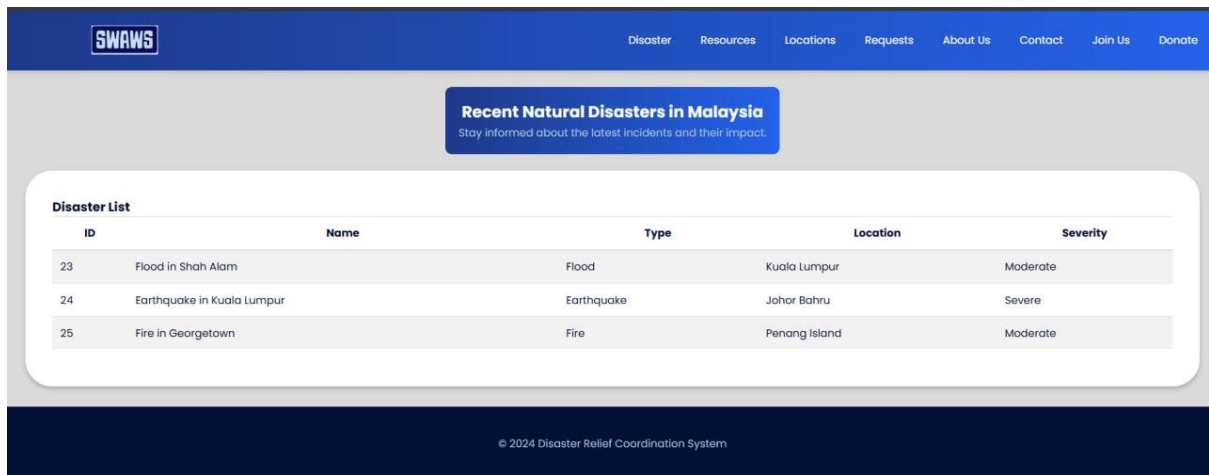 SWAWS
Disaster Resources Locations Requests About Us Contact Join Us Donate
Recent Natural Disasters in Malaysia
Stay informed about the latest incidents and their impact.
Disaster List
ID Name Type Location Severity
23 Flood in Shah Alam Flood Kuala Lumpur Moderate
24 Earthquake in Kuala Lumpur Earthquake Johor Bahru Severe
25 Fire in Georgetown Fire Penang Island Moderate
© 2024 Disaster Relief Coordination System